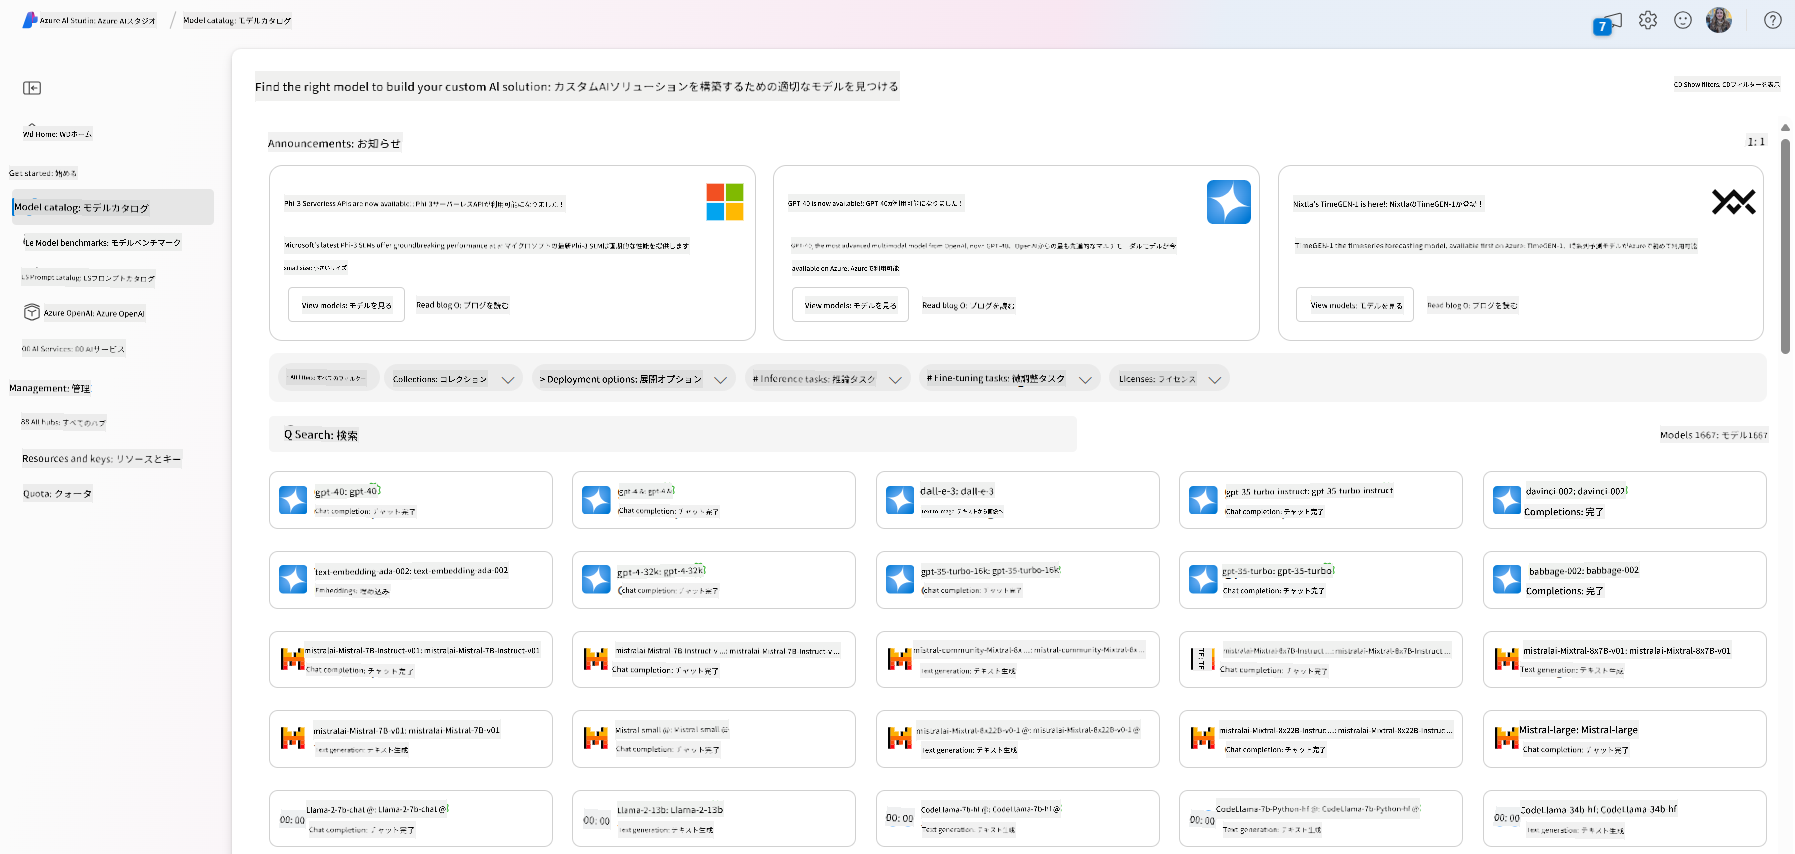 Azure AI Studio: Azure AIスタジオ / Model catalog: モデルカタログ
7
Find the right model to build your custom AI solution: カスタムAIソリューションを構築するための適切なモデルを見つける
CD Show filters: CDフィルターを表示
Wd Home: WDホーム
Get started: 始める
Model catalog: モデルカタログ
Le Model benchmarks: モデルベンチマーク
LS Prompt catalog: LSプロンプトカタログ
Azure OpenAI: Azure OpenAI
00 AI Services: 00 AIサービス
Management: 管理
88 All hubs: すべてのハブ
Resources and keys: リソースとキー
Quota: クォータ
Announcements: お知らせ
1: 1
Phi-3 Serverless APIs are now available!: Phi-3サーバーレスAPIが利用可能になりました!
Microsoft's latest Phi-3 SLMs offer groundbreaking performance at a: マイクロソフトの最新Phi-3 SLMは画期的な性能を提供します
small size: 小さいサイズ
View models: モデルを見る
Read blog O: ブログを読む
GPT-40 is now available!: GPT-40が利用可能になりました!
GPT-40, the most advanced multimodal model from OpenAI, now: GPT-40、OpenAIからの最も先進的なマルチモーダルモデルが今
available on Azure: Azureで利用可能
View models: モデルを見る
Read blog O: ブログを読む
Nixtla's TimeGEN-1 is here!: NixtlaのTimeGEN-1が登場!
TimeGEN-1, the timeseries forecasting model, available first on Azure: TimeGEN-1、時系列予測モデルがAzureで初めて利用可能
View models: モデルを見る
Read blog O: ブログを読む
All filters: すべてのフィルター
Collections: コレクション
> Deployment options: 展開オプション
# Inference tasks: 推論タスク
# Fine-tuning tasks: 微調整タスク
Licenses: ライセンス
Q Search: 検索
Models 1667: モデル1667
gpt-40: gpt-40
Chat completion: チャット完了
Chat completion: チャット完了
dall-e-3: dall-e-3
Text to image: テキストから画像へ
gpt-35-turbo-instruct: gpt-35-turbo-instruct
Chat completion: チャット完了
davinci-002: davinci-002
Completions: 完了
text-embedding-ada-002: text-embedding-ada-002
Embeddings: 埋め込み
gpt-4-32k: gpt-4-32k
Chat completion: チャット完了
gpt-35-turbo-16k: gpt-35-turbo-16k
Chat completion: チャット完了
gpt-35-turbo: gpt-35-turbo
Chat completion: チャット完了
babbage-002: babbage-002
Completions: 完了
mistralai-Mistral-7B-Instruct-v01: mistralai-Mistral-7B-Instruct-v01
Chat completion: チャット完了
mistralai-Mistral-7B-Instruct-v ...: mistralai-Mistral-7B-Instruct-v ...
Chat completion: チャット完了
mistral-community-Mixtral-8x ...: mistral-community-Mixtral-8x ...
Text generation: テキスト生成
mistralai-Mixtral-8x7B-Instruct ...: mistralai-Mixtral-8x7B-Instruct ...
Chat completion: チャット完了
mistralai-Mixtral-8x7B-v01: mistralai-Mixtral-8x7B-v01
Text generation: テキスト生成
mistralai-Mistral-7B-v01: mistralai-Mistral-7B-v01
Text generation: テキスト生成
Mistral-small @: Mistral-small @
Chat completion: チャット完了
mistralai-Mixtral-8x22B-v0-1 @: mistralai-Mixtral-8x22B-v0-1 @
Text generation: テキスト生成
mistralai-Mixtral-8x22B-Instruc ...: mistralai-Mixtral-8x22B-Instruc ...
Chat completion: チャット完了
Mistral-large: Mistral-large
Chat completion: チャット完了
00: 00
Llama-2-7b-chat @: Llama-2-7b-chat @
Chat completion: チャット完了
00: 00
Llama-2-13b: Llama-2-13b
Text generation: テキスト生成
00: 00
CodeLlama-7b-hf @: CodeLlama-7b-hf @
Text generation: テキスト生成
00: 00
CodeLlama-7b-Python-hf @: CodeLlama-7b-Python-hf @
Text generation: テキスト生成
00: 00
CodeLlama-34b-hf: CodeLlama-34b-hf
Text generation: テキスト生成